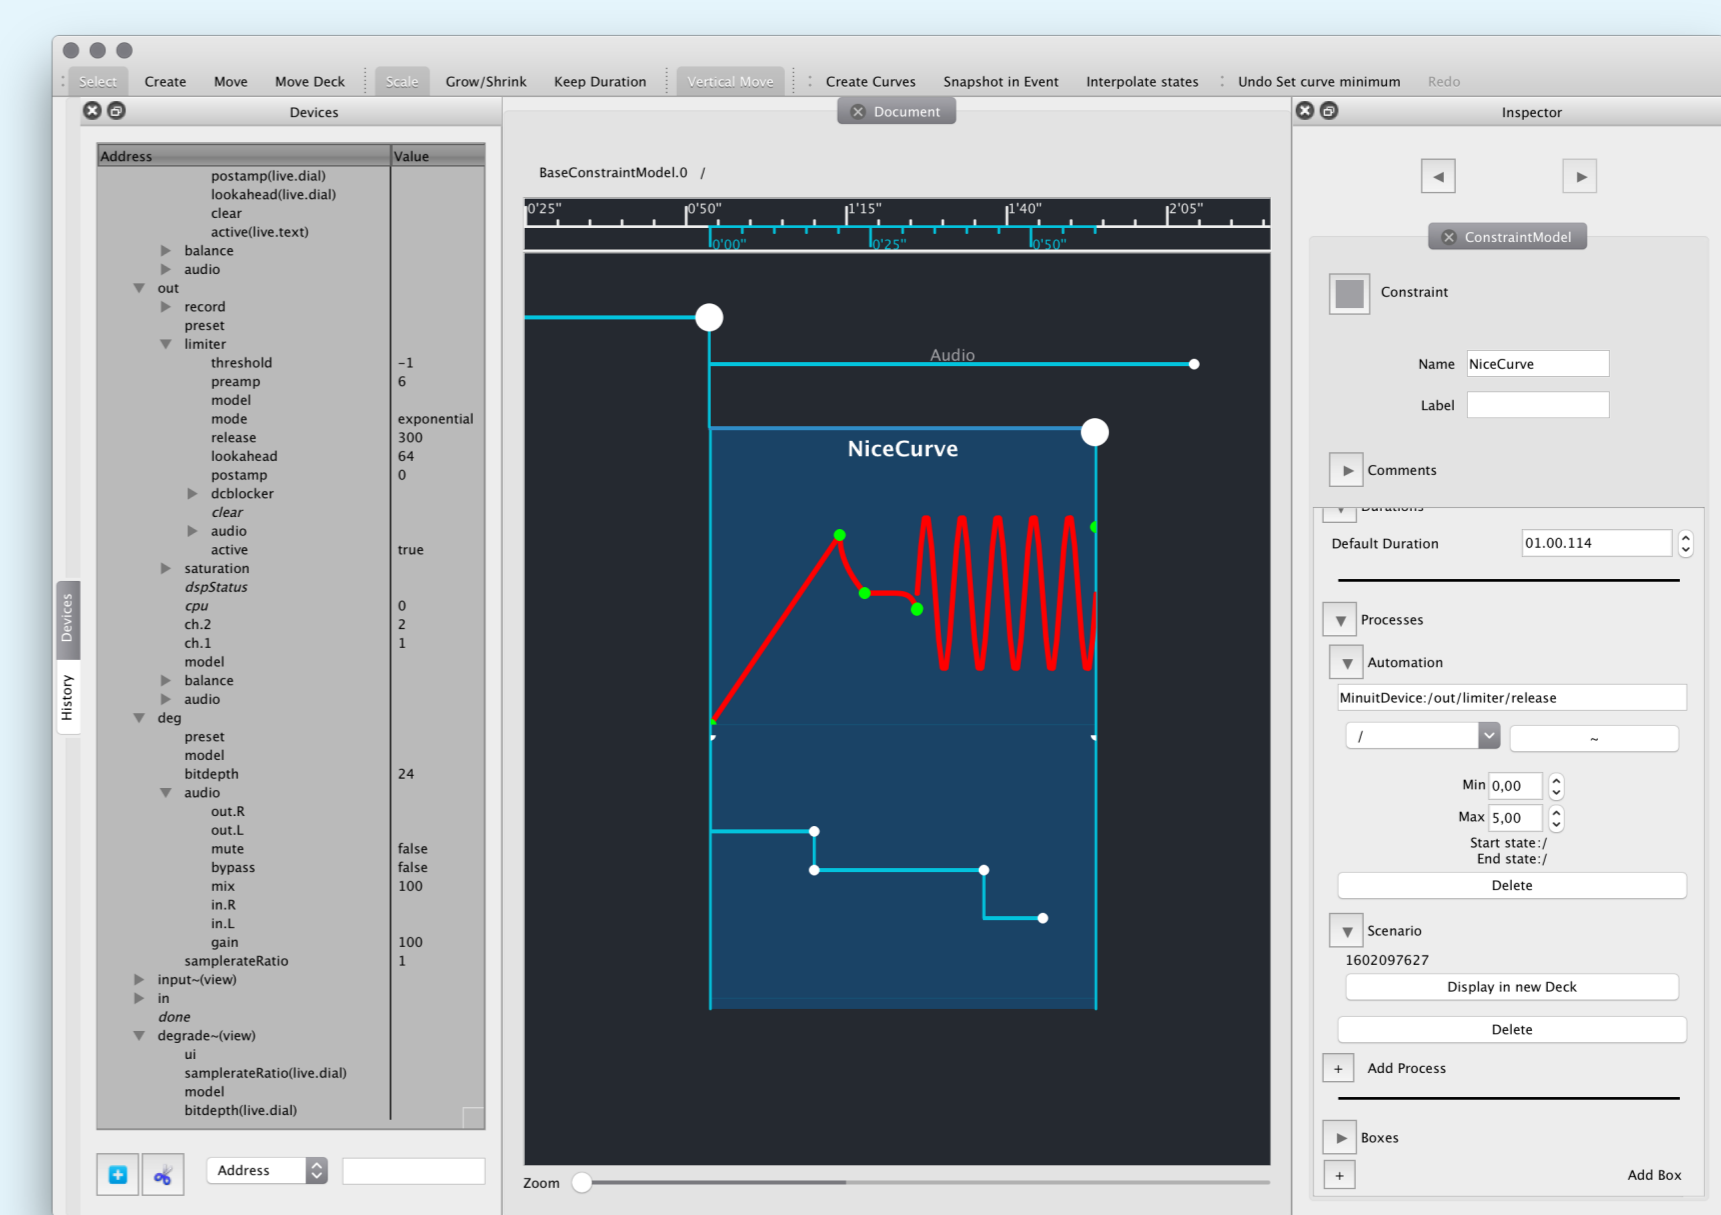 Select Create Move Move Deck Scale Grow/Shrink Keep Duration Vertical Move Create Curves Snapshot in Event Interpolate states Undo Set curve minimum Redo
Devices
Address Value
postamp(live.dial)
lookahead(live.dial)
clear
active(live.text)
balance
audio
out
record
preset
limiter
threshold -1
preamp 6
model
mode exponential
release 300
lookahead 64
postamp 0
dcblocker
clear
audio
active true
saturation
dspStatus
cpu 0
ch.2 2
ch.1 1
model
balance
audio
deg
preset
model
bitdepth 24
audio
out.R
out.L
mute false
bypass false
mix 100
in.R
in.L
gain 100
samplerateRatio 1
input~(view)
in
done
degrade~(view)
ui
samplerateRatio(live.dial)
model
bitdepth(live.dial)
Address
Devices
History
Document
BaseConstraintModel.0 /
0'25" 0'50" 1'15" 1'40" 2'05"
0'00" 0'25" 0'50"
Audio
NiceCurve
Zoom
Inspector
ConstraintModel
Constraint
Name NiceCurve
Label
Comments
Durations
Default Duration 01.00.114
Processes
Automation
MinuitDevice:/out/limiter/release
/ ~
Min 0,00
Max 5,00
Start state:/
End state:/
Delete
Scenario
1602097627
Display in new Deck
Delete
+ Add Process
Boxes
+ Add Box